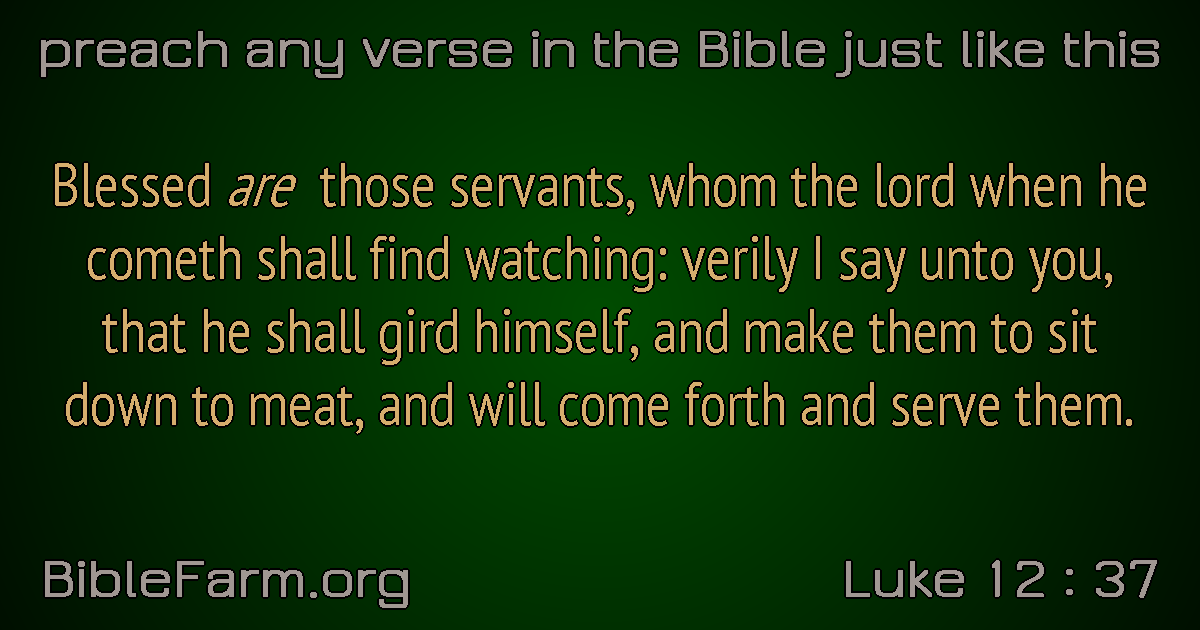 preach any verse in the Bible just like this
Blessed are those servants, whom the lord when he
cometh shall find watching: verily I say unto you,
that he shall gird himself, and make them to sit
down to meat, and will come forth and serve them.
BibleFarm.org
Luke 12 : 37